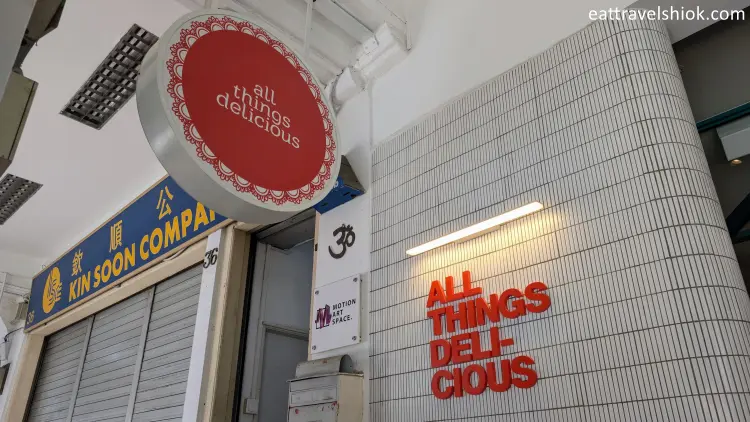 eattravelshiok.com
all
things
delicious
欽順公
KIN SOON COMPA
36
36
ॐ
MOTION
ART
SPACE.
ALL
THINGS
DELI-
CIOUS